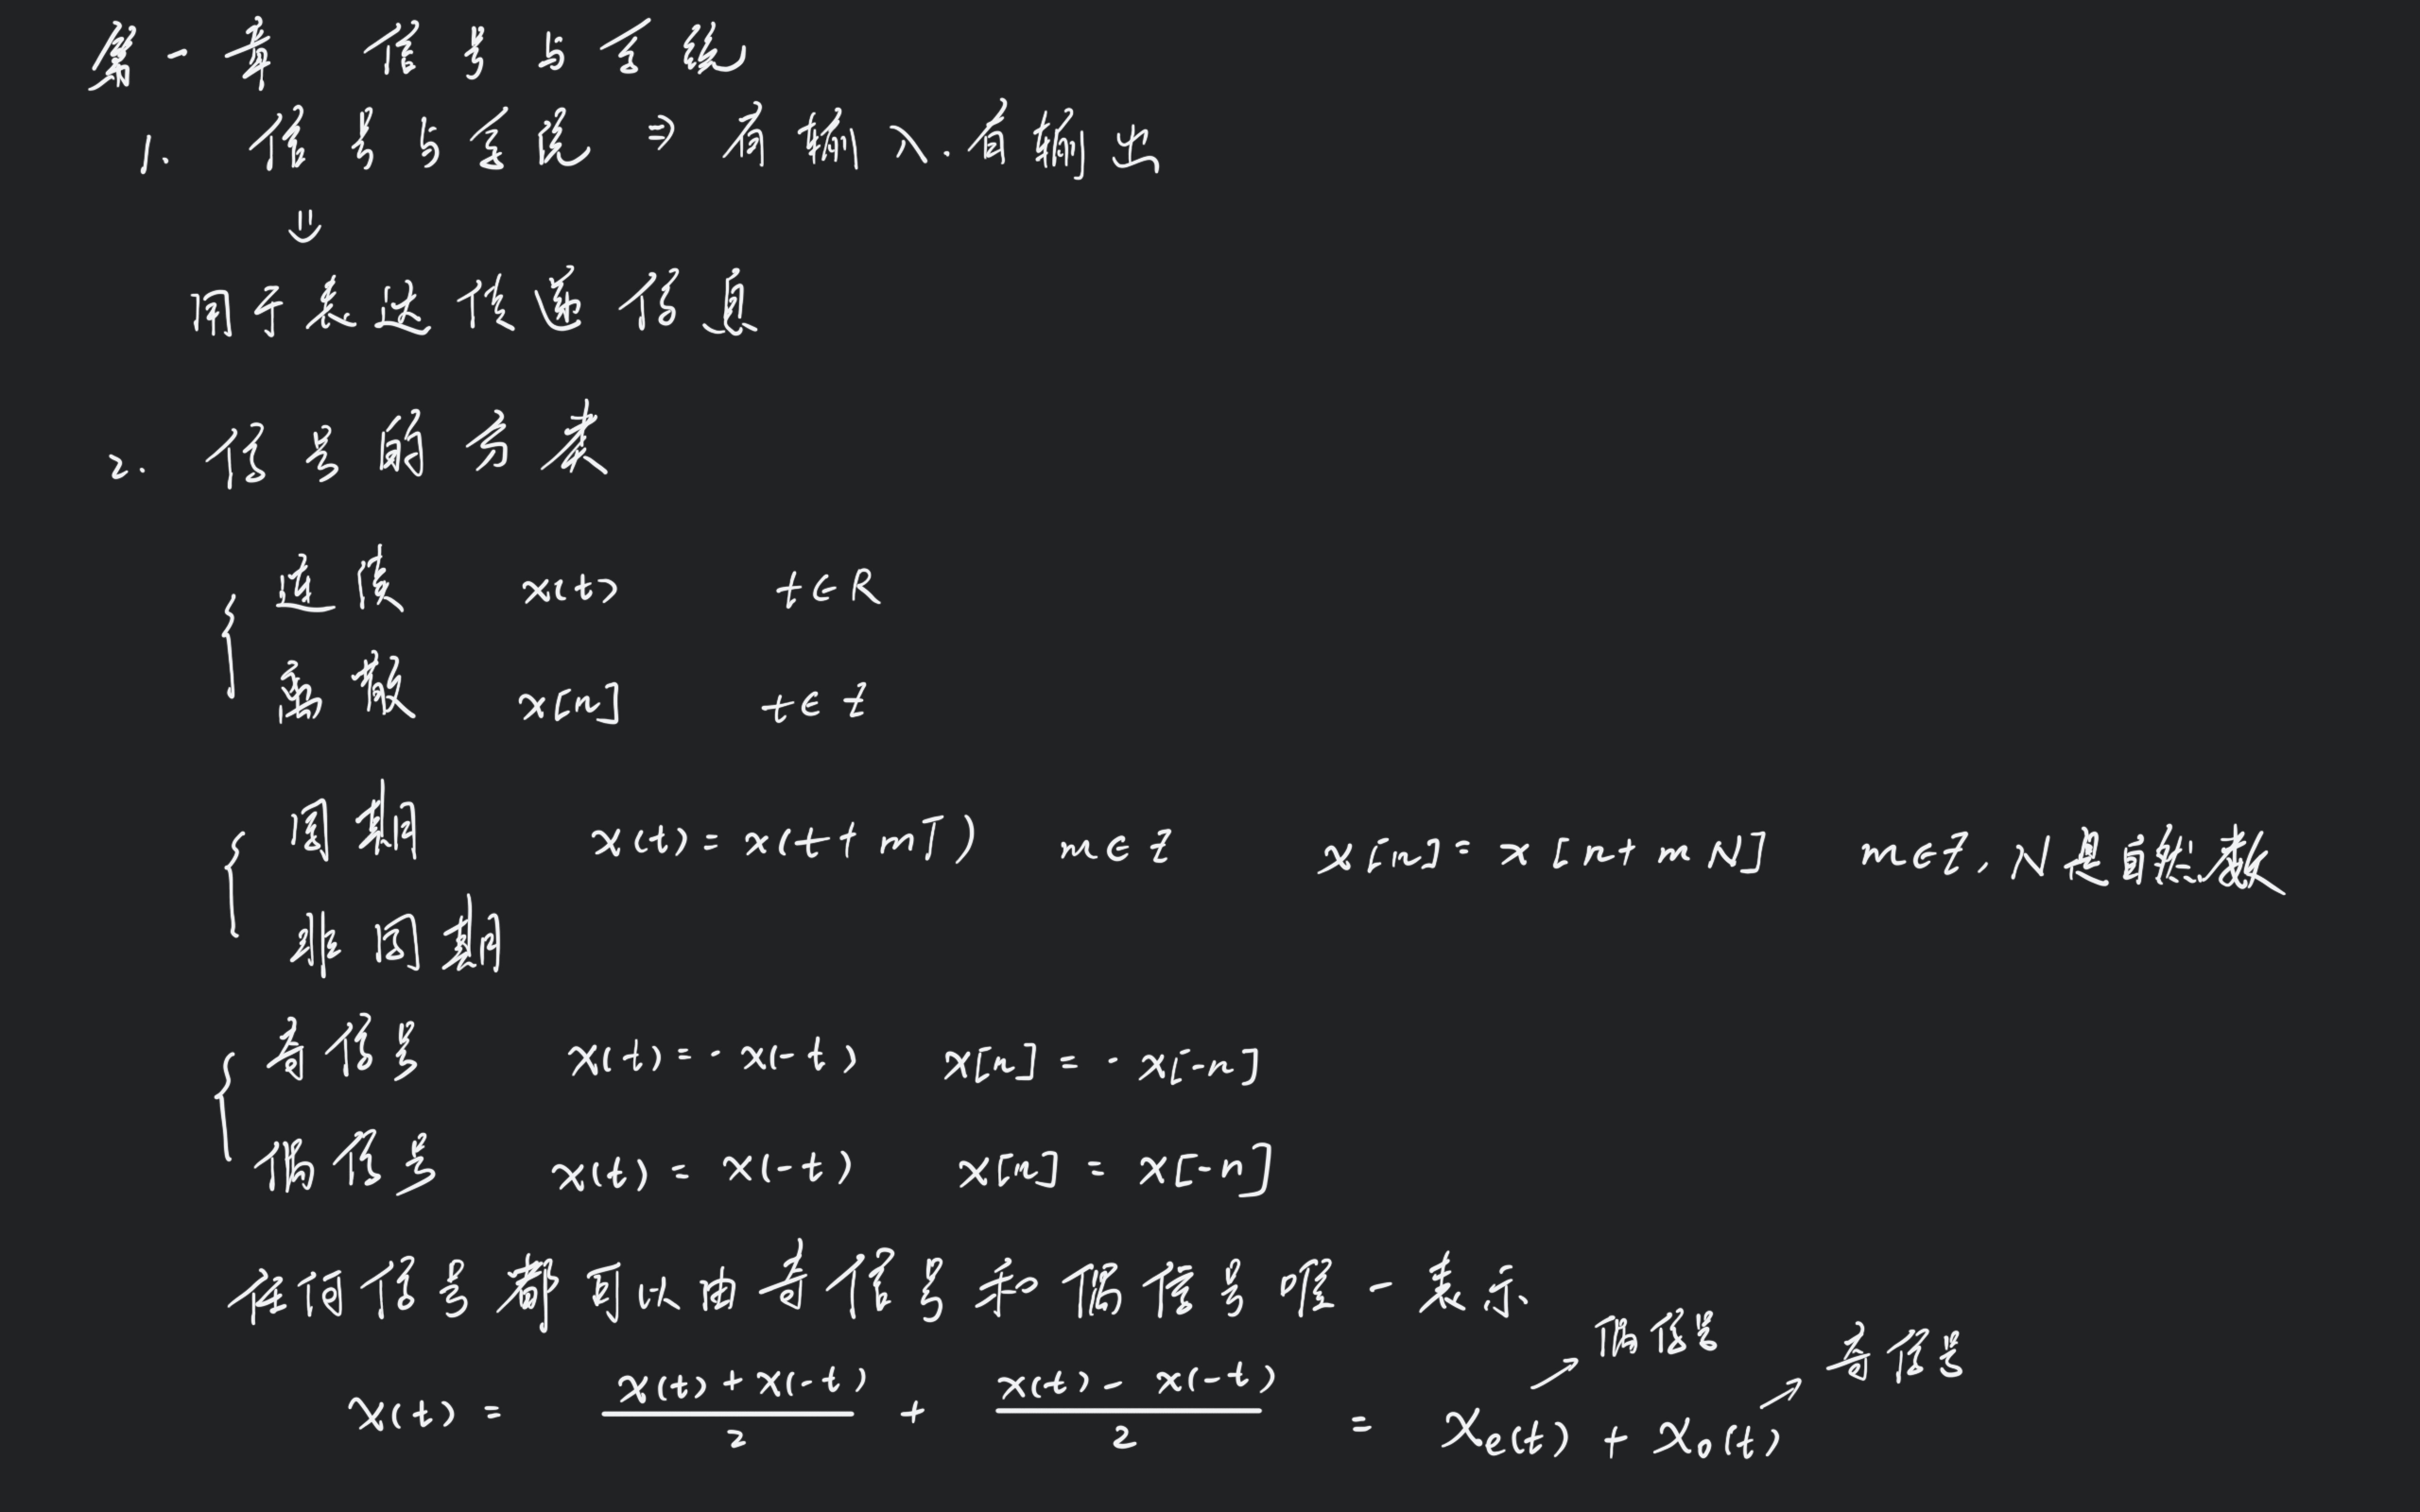 第一章 信号与系统
1. 信号与系统 ⇒ 有输入.有输出
⇓
用于表达传递信息
2. 信号的分类
连续 x(t) t∈R
离散 x[n] t∈Z
周期 x(t) = x(t+mT) m∈Z x[n] = x[n+mN] m∈Z, N是自然数
非周期
奇信号 x(t) = -x(-t) x[n] = -x[-n]
偶信号 x(t) = x(-t) x[n] = x[-n]
任何信号都可以由奇信号和偶信号唯一表示
→ 偶信号 → 奇信号
x(t) = \frac{x(t)+x(-t)}{2} + \frac{x(t)-x(-t)}{2} = x_e(t) + x_o(t)